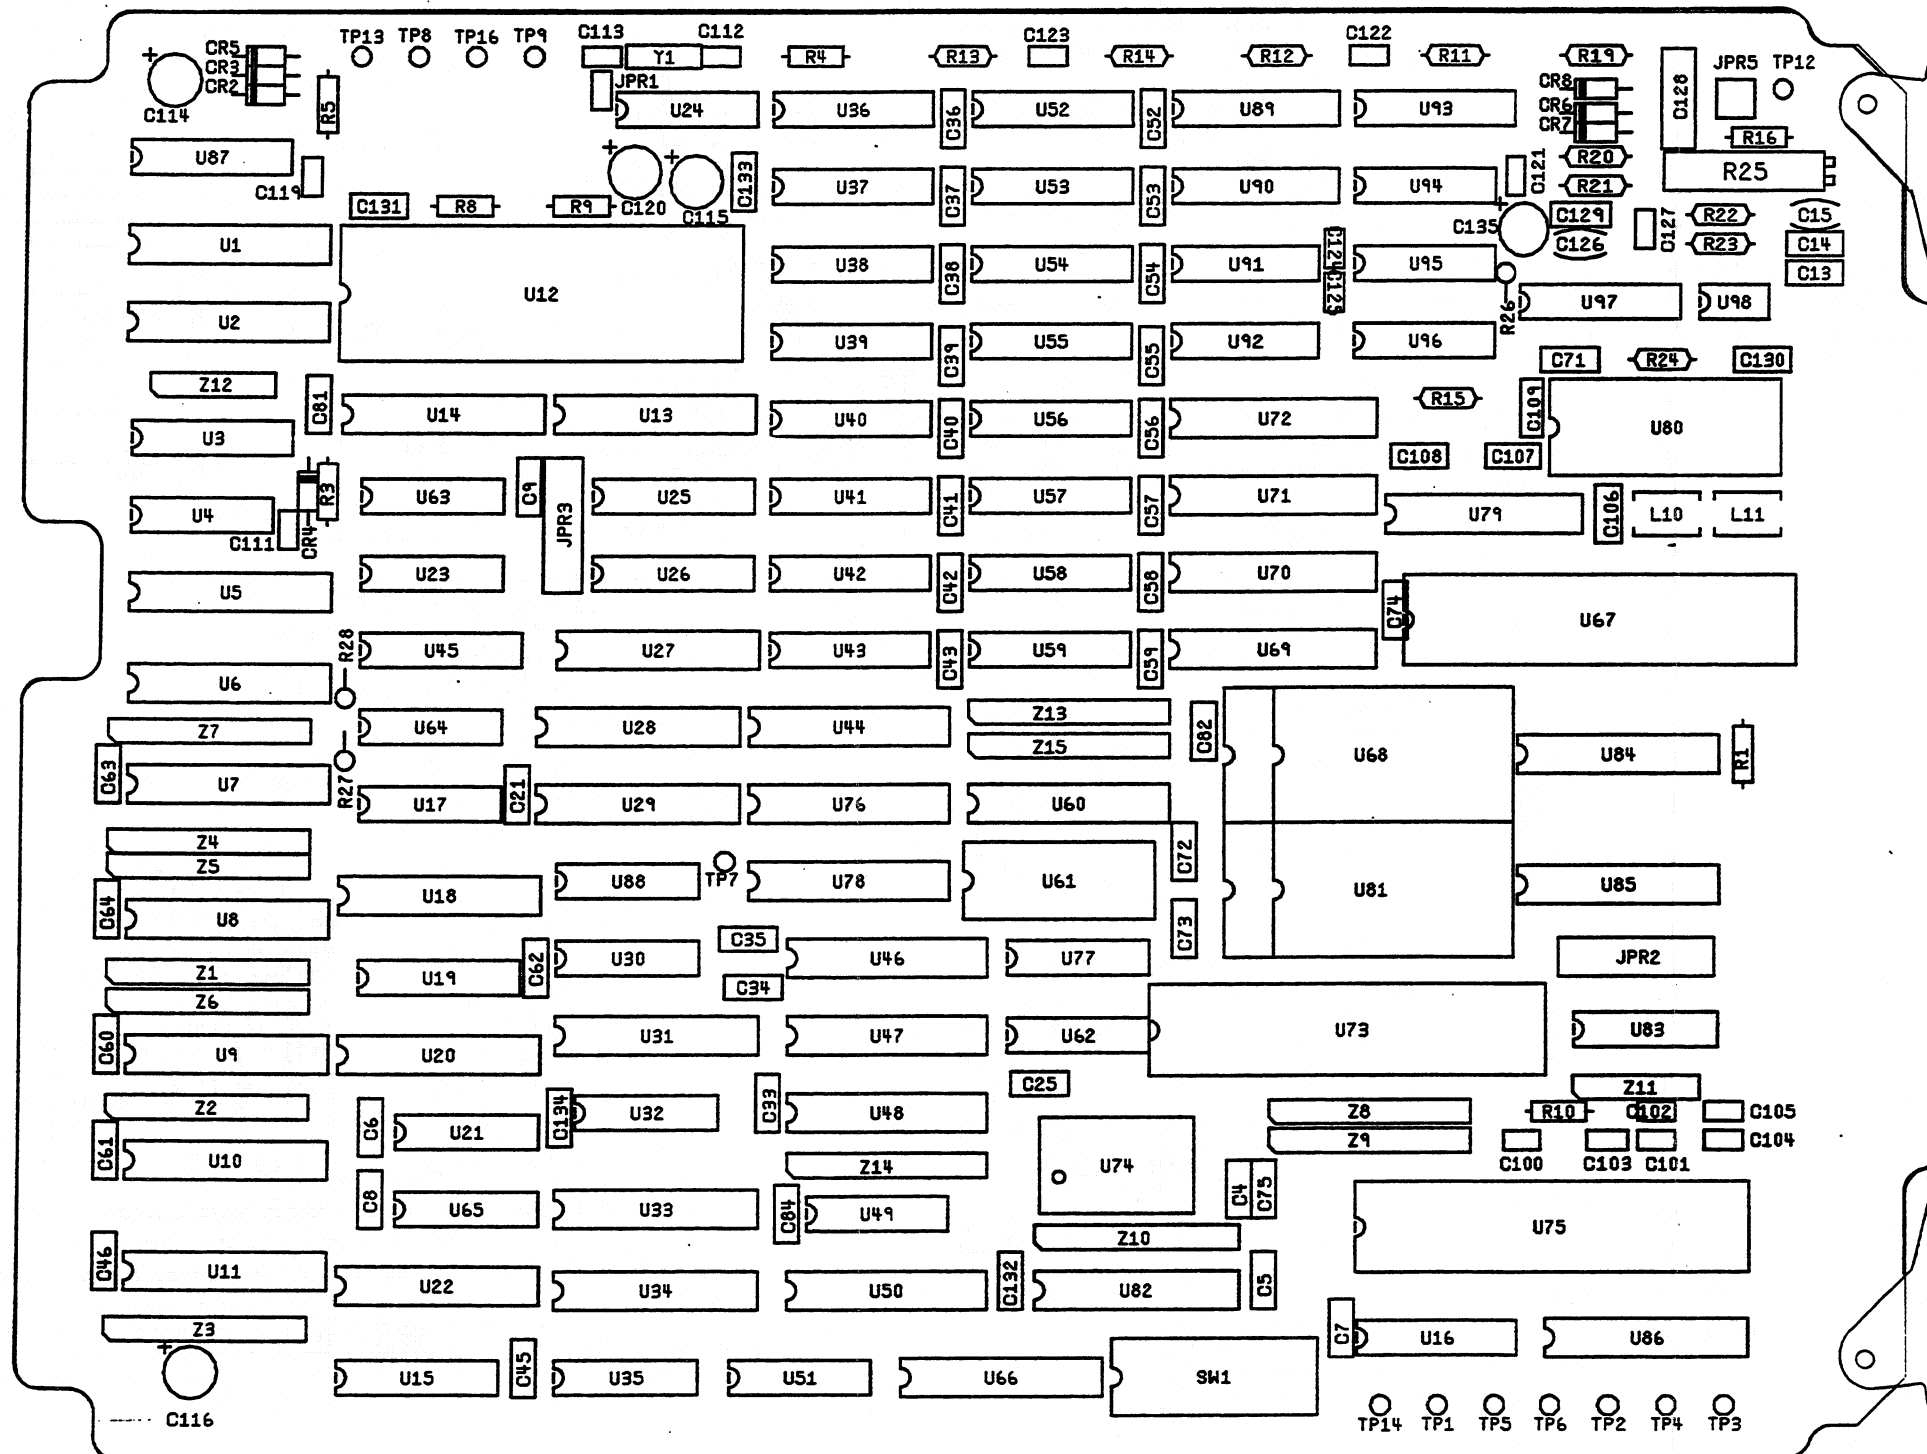 CR5 TP13 TP8 TP16 TP9 C113 C112 C123 C122
CR3 Y1 R4 R13 R14 R12 R11 R19 JPR5 TP12
CR2 JPR1 CR8 C128
C114 R5 U24 U36 C36 U52 C52 U89 U93 CR6
CR7 R16
U87 R20 C121 R25
C119 C133 U37 C37 U53 C53 U90 U94 R21
C131 R8 R9 C120 C115 C135 C129 C127 R22 C15
U1 C126 R23 C14
U12 U38 C38 U54 C54 U91 C124 U95 C13
C125
U2 R26 U97 U98
U39 C39 U55 C55 U92 U96 C71 R24 C130
Z12 C81 R15 C109
U3 U14 U13 U40 C40 U56 C56 U72 U80
C108 C107
R3 U63 C9 U25 U41 C41 U57 C57 U71
U4 JPR3 U79 C106 L10 L11
C111 CR4
U5 U23 U26 U42 C42 U58 C58 U70
C74 U67
R28 U45 U27 U43 C43 U59 C59 U69
U6
Z7 U64 U28 U44 Z13 C82
Z15 U68 U84 R1
C63 U7 R27 U17 C21 U29 U76 U60
Z4 C72
Z5 U88 TP7 U78 U61 U81 U85
C64 U8 U18
C35 C73
Z1 U19 C62 U30 U46 U77 JPR2
Z6 C34
C60 U9 U20 U31 U47 U62 U73 U83
C25 Z11
Z2 C6 C134 U32 C33 U48 Z8 R10 C102 C105
C61 U10 U21 Z9 C104
Z14 U74 C100 C103 C101
C8 U65 U33 C84 U49 C4 C75
Z10 U75
C46 U11 U22 U34 U50 C132 U82 C5
Z3 C7 U16 U86
U15 C45 U35 U51 U66 SW1
C116 TP14 TP1 TP5 TP6 TP2 TP4 TP3